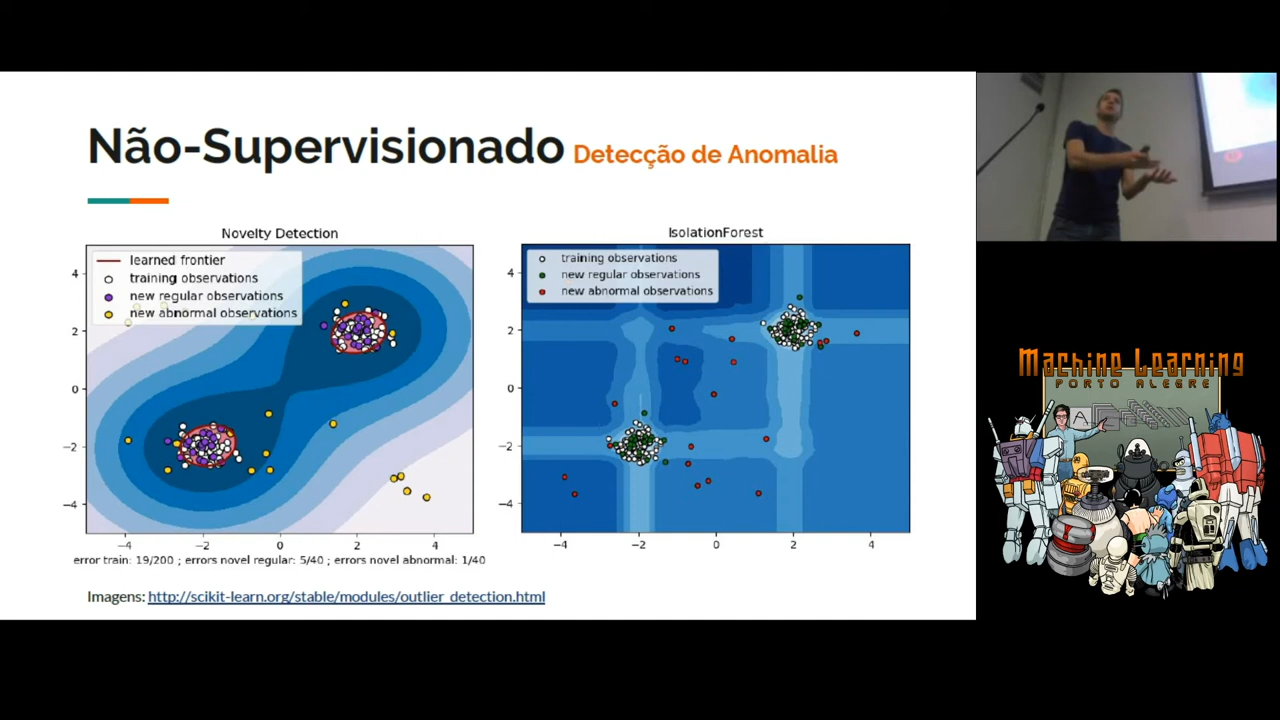 Não-Supervisionado Detecção de Anomalia
Novelty Detection
learned frontier
training observations
new regular observations
new abnormal observations
4
2
0
−2
−4
−4
−2
0
2
4
error train: 19/200 ; errors novel regular: 5/40 ; errors novel abnormal: 1/40
IsolationForest
training observations
new regular observations
new abnormal observations
4
2
0
−2
−4
−4
−2
0
2
4
Imagens: http://scikit-learn.org/stable/modules/outlier_detection.html
Machine Learning
PORTO ALEGRE